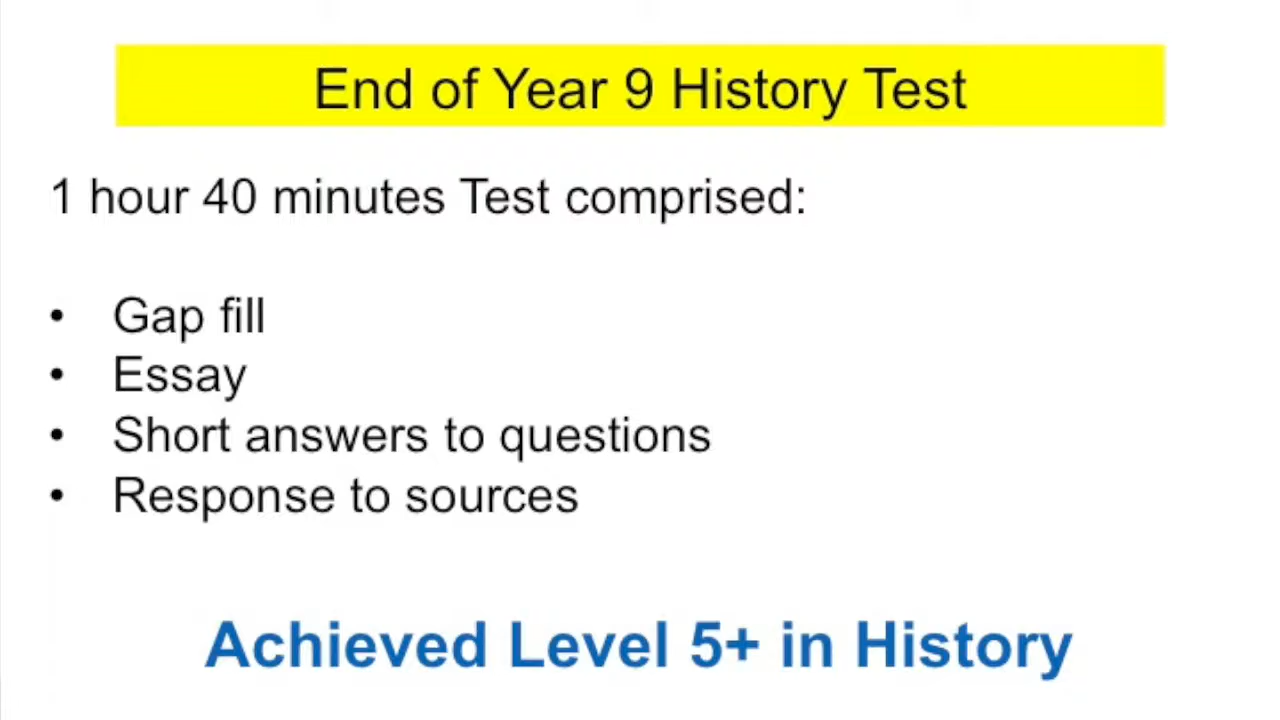 End of Year 9 History Test
1 hour 40 minutes Test comprised:
• Gap fill
• Essay
• Short answers to questions
• Response to sources
Achieved Level 5+ in History